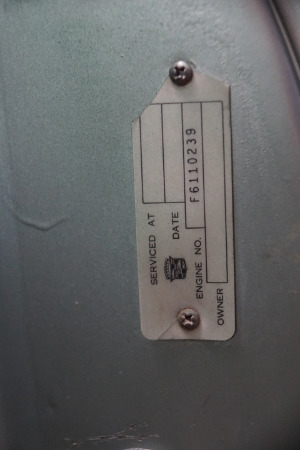 SERVICED AT
DATE
ENGINE NO. F6110239
OWNER